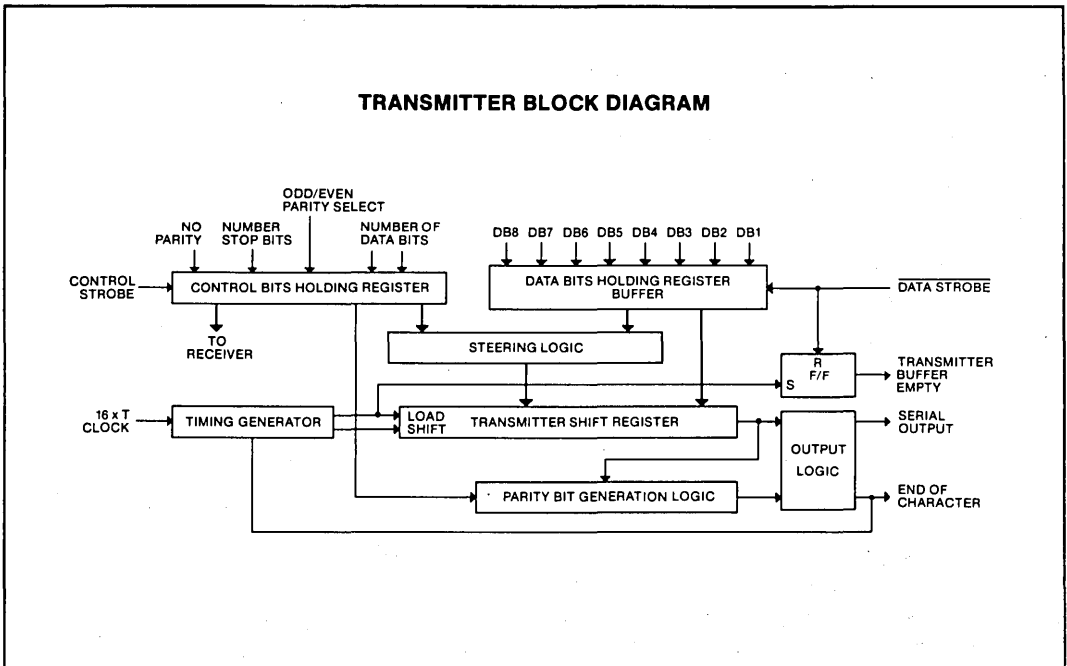 TRANSMITTER BLOCK DIAGRAM
ODD/EVEN
PARITY SELECT
NO
PARITY
NUMBER
STOP BITS
NUMBER OF
DATA BITS
DB8 DB7 DB6 DB5 DB4 DB3 DB2 DB1
CONTROL
STROBE
CONTROL BITS HOLDING REGISTER
DATA BITS HOLDING REGISTER
BUFFER
DATA STROBE
TO
RECEIVER
STEERING LOGIC
R
F/F
S
TRANSMITTER
BUFFER
EMPTY
16 x T
CLOCK
TIMING GENERATOR
LOAD
SHIFT
TRANSMITTER SHIFT REGISTER
SERIAL
OUTPUT
OUTPUT
LOGIC
PARITY BIT GENERATION LOGIC
END OF
CHARACTER